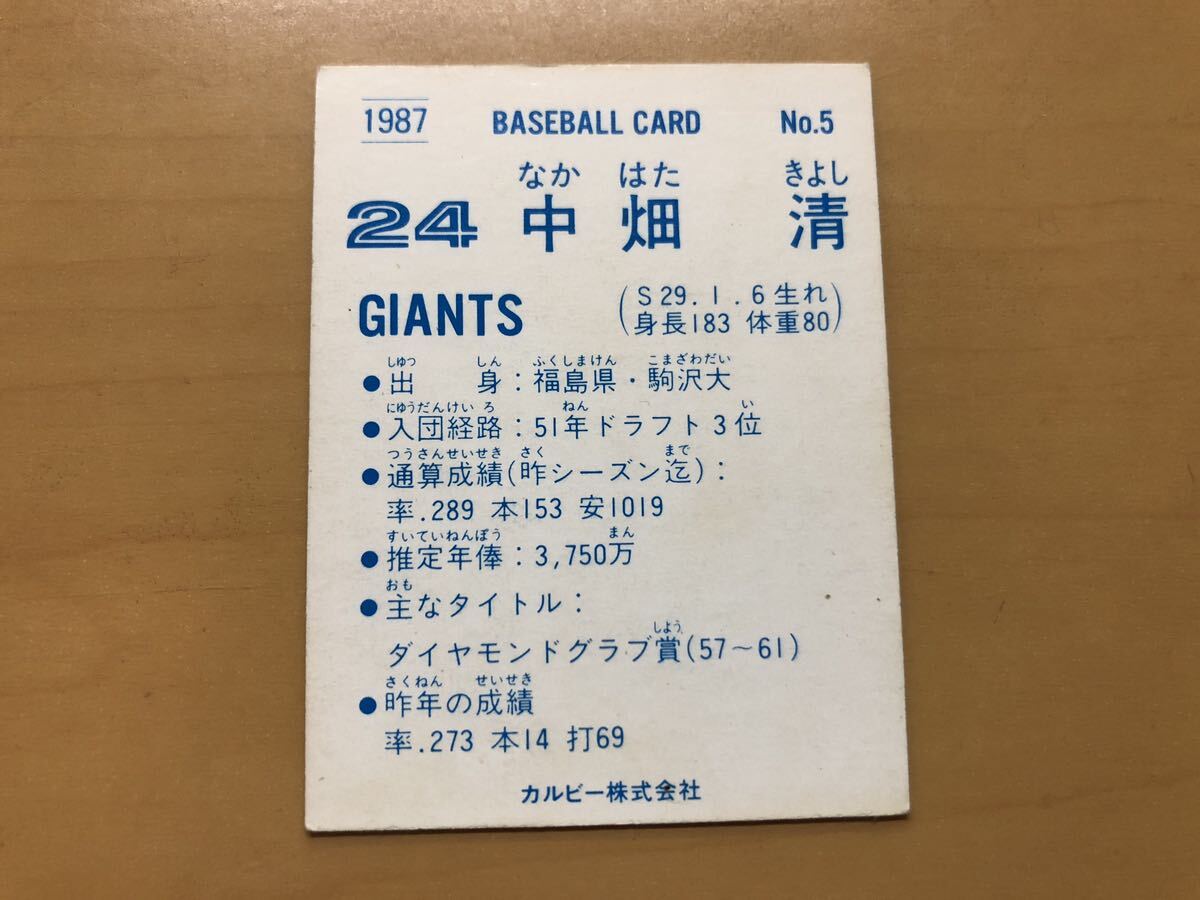 1987 BASEBALL CARD No.5
なか はた きよし
24 中畑 清
GIANTS
(S29.1.6生れ
身長183 体重80)
しゅつ しん ふくしまけん こまざわだい
●出 身：福島県・駒沢大
にゅうだんけいろ ねん い
●入団経路：51年ドラフト3位
つうさんせいせき さく まで
●通算成績(昨シーズン迄)：
率.289 本153 安1019
すいていねんぽう まん
●推定年俸：3,750万
おも
●主なタイトル：
しよう
ダイヤモンドグラブ賞(57～61)
さくねん せいせき
●昨年の成績
率.273 本14 打69
カルビー株式会社